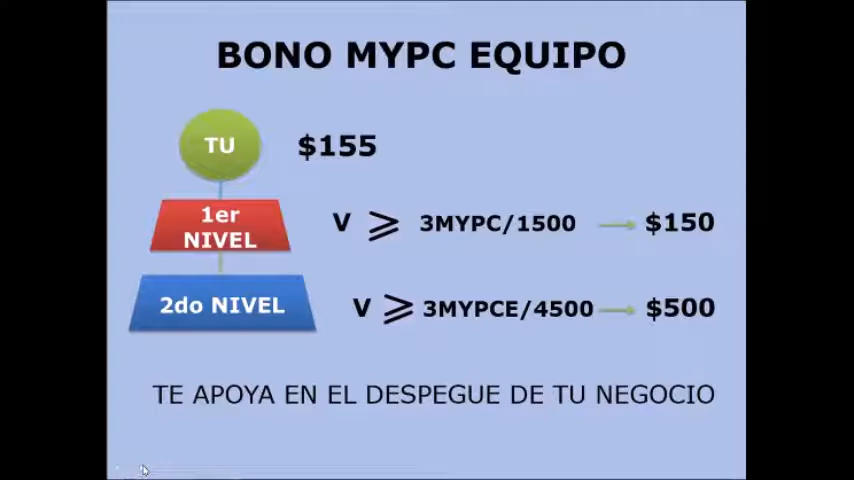 BONO MYPC EQUIPO
TU $155
1er
NIVEL
V ⩾ 3MYPC/1500 → $150
2do NIVEL V ⩾ 3MYPCE/4500 → $500
TE APOYA EN EL DESPEGUE DE TU NEGOCIO